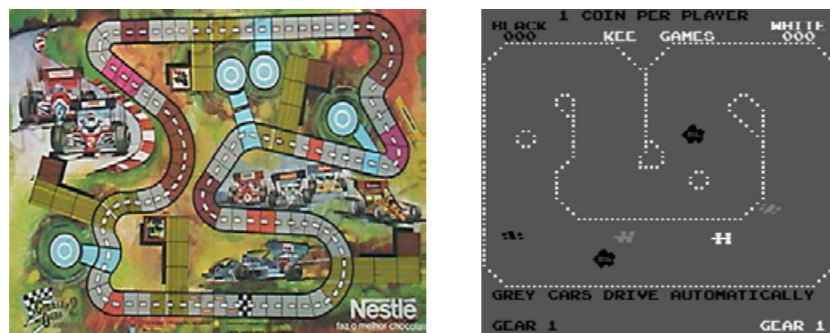 Nestlé
faz o melhor chocola
1 COIN PER PLAYER
BLACK
WHITE
000
KEE GAMES
000
GREY CARS DRIVE AUTOMATICALLY
GEAR 1
GEAR 1